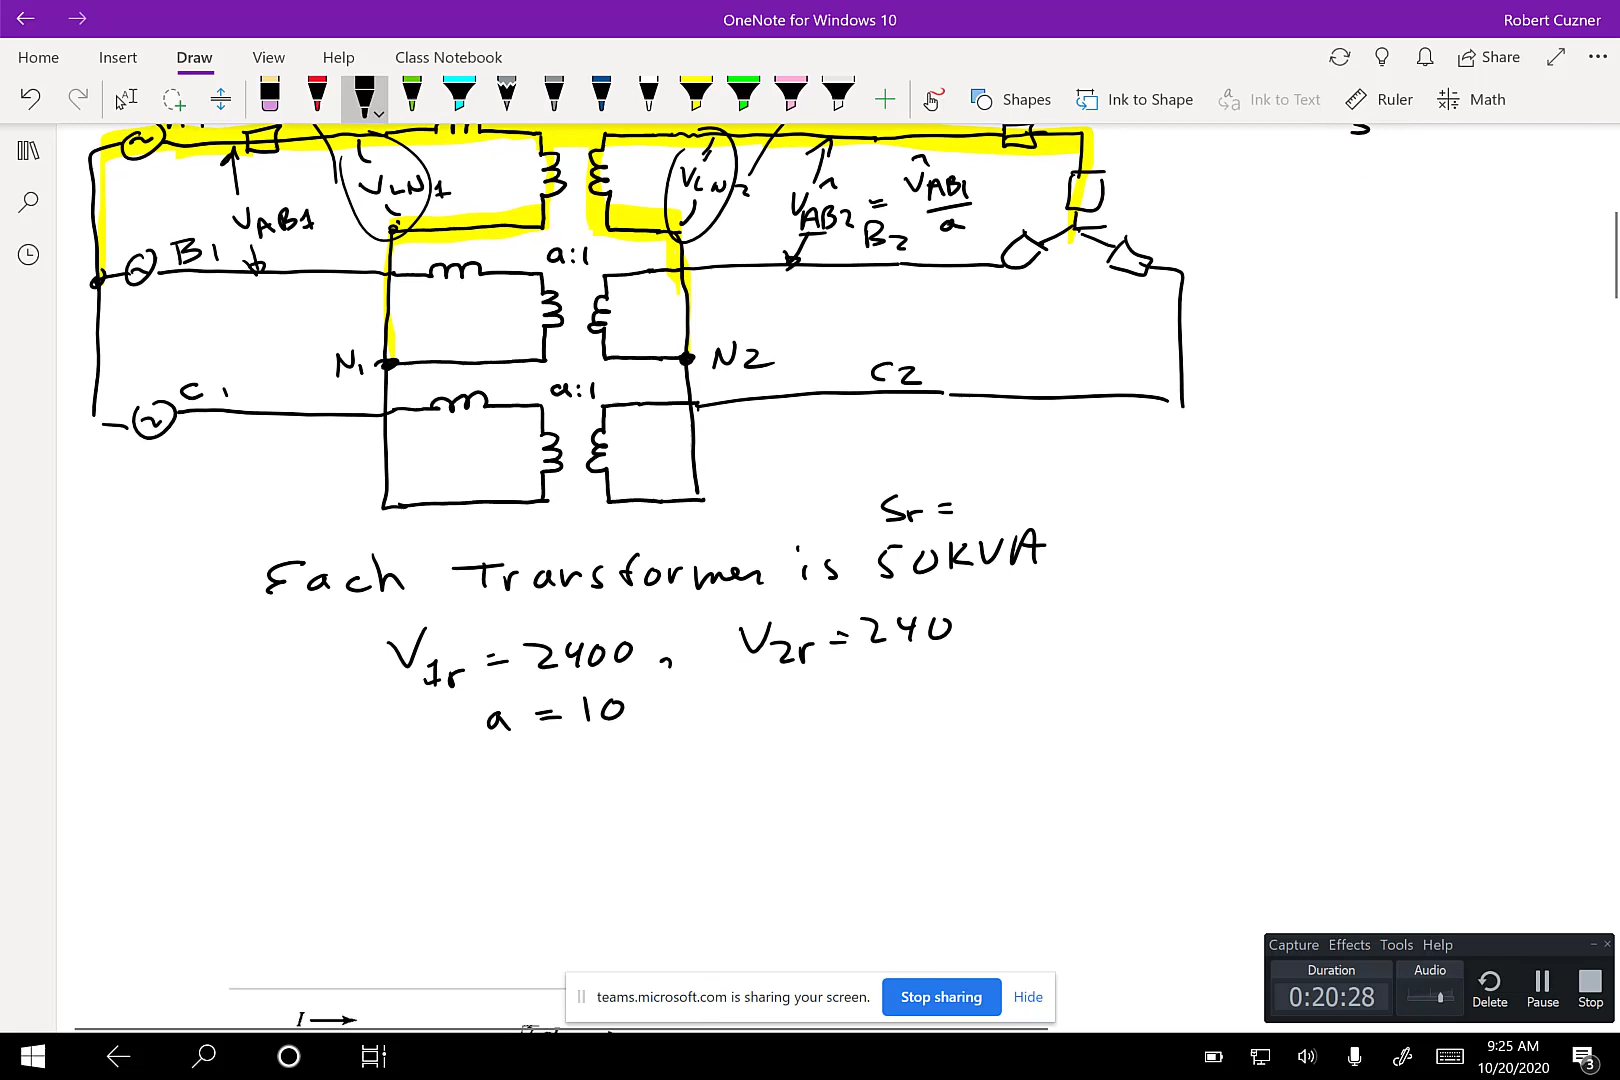 OneNote for Windows 10
Robert Cuzner
Home Insert Draw View Help Class Notebook
Share
Shapes
Ink to Shape
Ink to Text
Ruler
Math
VLN1
VLN2
VAB1
V̂AB2 = V̂AB1 / a
B1
a:1
B2
N1
N2
C1
a:1
C2
Sr =
Each Transformer is 50KVA
V1r = 2400, V2r = 240
a = 10
I
Capture Effects Tools Help
Duration
Audio
0:20:28
Delete
Pause
Stop
teams.microsoft.com is sharing your screen.
Stop sharing
Hide
9:25 AM
10/20/2020
3